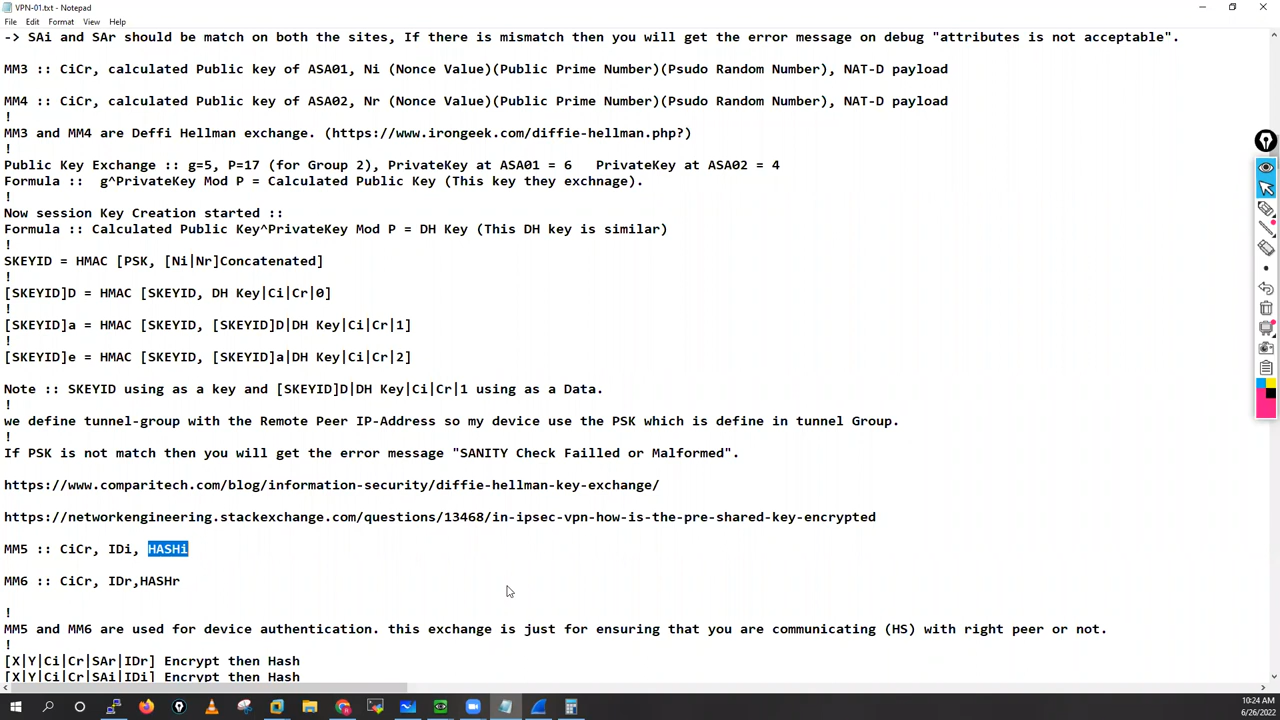 VPN-01.txt - Notepad
File Edit Format View Help
-> SAi and SAr should be match on both the sites, If there is mismatch then you will get the error message on debug "attributes is not acceptable".
MM3 :: CiCr, calculated Public key of ASA01, Ni (Nonce Value)(Public Prime Number)(Psudo Random Number), NAT-D payload
MM4 :: CiCr, calculated Public key of ASA02, Nr (Nonce Value)(Public Prime Number)(Psudo Random Number), NAT-D payload
!
MM3 and MM4 are Deffi Hellman exchange. (https://www.irongeek.com/diffie-hellman.php?)
!
Public Key Exchange :: g=5, P=17 (for Group 2), PrivateKey at ASA01 = 6   PrivateKey at ASA02 = 4
Formula ::  g^PrivateKey Mod P = Calculated Public Key (This key they exchnage).
!
Now session Key Creation started ::
Formula :: Calculated Public Key^PrivateKey Mod P = DH Key (This DH key is similar)
!
SKEYID = HMAC [PSK, [Ni|Nr]Concatenated]
!
[SKEYID]D = HMAC [SKEYID, DH Key|Ci|Cr|0]
!
[SKEYID]a = HMAC [SKEYID, [SKEYID]D|DH Key|Ci|Cr|1]
!
[SKEYID]e = HMAC [SKEYID, [SKEYID]a|DH Key|Ci|Cr|2]
Note :: SKEYID using as a key and [SKEYID]D|DH Key|Ci|Cr|1 using as a Data.
!
we define tunnel-group with the Remote Peer IP-Address so my device use the PSK which is define in tunnel Group.
!
If PSK is not match then you will get the error message "SANITY Check Failled or Malformed".
https://www.comparitech.com/blog/information-security/diffie-hellman-key-exchange/
https://networkengineering.stackexchange.com/questions/13468/in-ipsec-vpn-how-is-the-pre-shared-key-encrypted
MM5 :: CiCr, IDi, HASHi
MM6 :: CiCr, IDr,HASHr
!
MM5 and MM6 are used for device authentication. this exchange is just for ensuring that you are communicating (HS) with right peer or not.
!
[X|Y|Ci|Cr|SAr|IDr] Encrypt then Hash
[X|Y|Ci|Cr|SAi|IDi] Encrypt then Hash
10:24 AM
6/26/2022